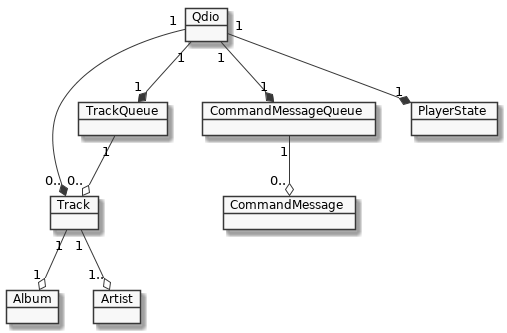 Qdio
1
1
1
1
1
1
1
TrackQueue
CommandMessageQueue
PlayerState
1
1
0..
0..
0..
Track
CommandMessage
1
1
1
1..
Album
Artist